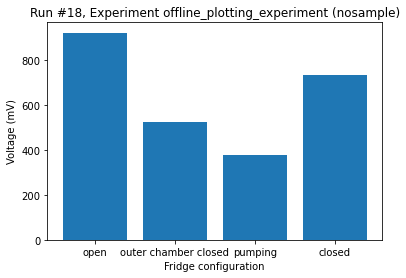 Run #18, Experiment offline_plotting_experiment (nosample)
Voltage (mV)
800
600
400
200
0
open outer chamber closed pumping closed
Fridge configuration